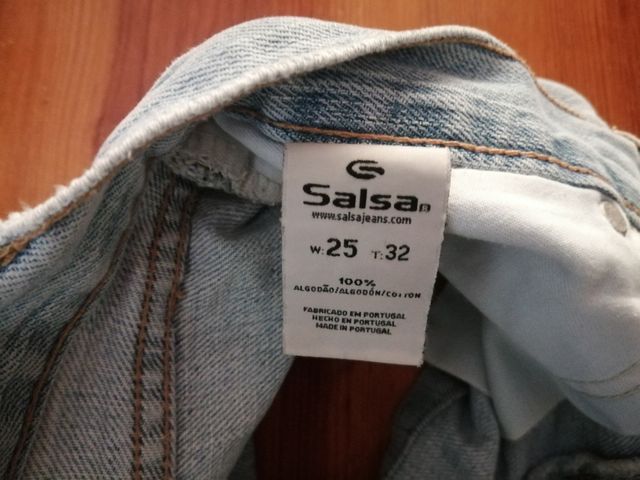 Salsa®
www.salsajeans.com
W: 25 T: 32
100%
ALGODÃO/ALGODÓN/COTTON
FABRICADO EM PORTUGAL
HECHO EN PORTUGAL
MADE IN PORTUGAL